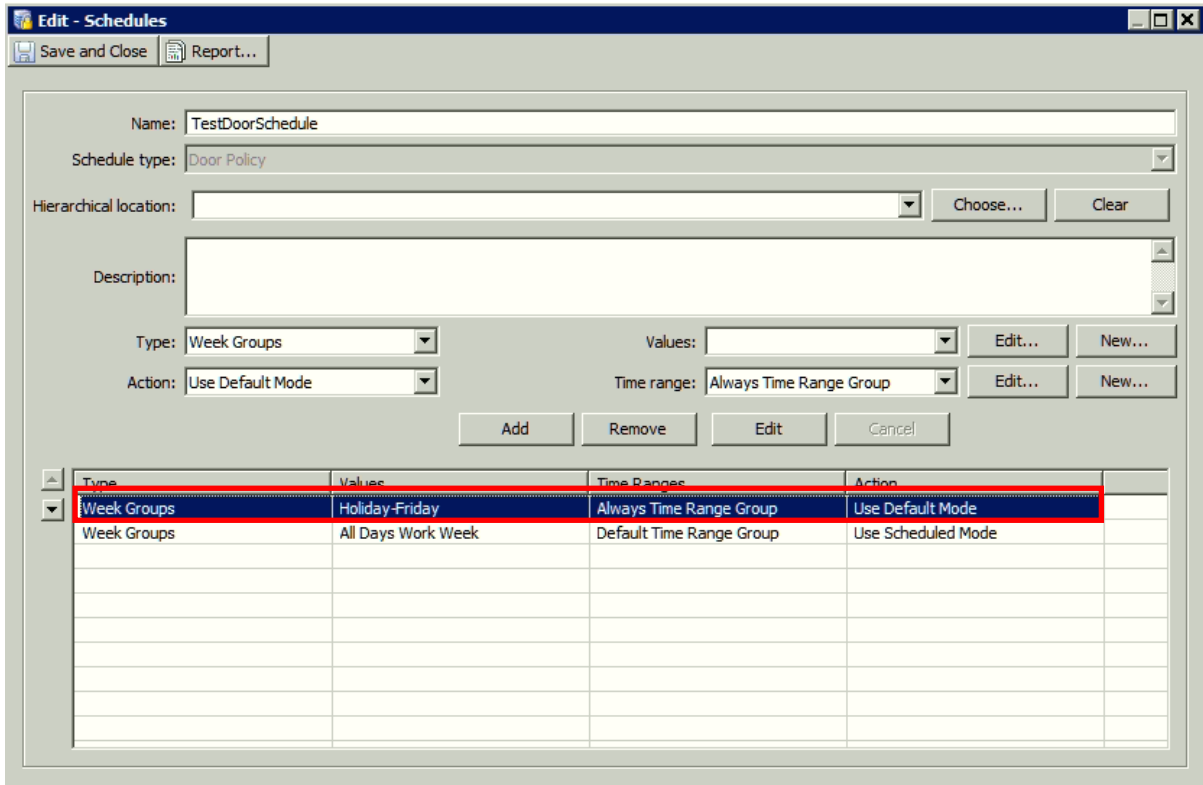 Edit - Schedules
Save and Close Report...
Name: TestDoorSchedule
Schedule type: Door Policy
Hierarchical location: Choose... Clear
Description:
Type: Week Groups Values: Edit... New...
Action: Use Default Mode Time range: Always Time Range Group Edit... New...
Add Remove Edit Cancel
Type Values Time Ranges Action
Week Groups Holiday-Friday Always Time Range Group Use Default Mode
Week Groups All Days Work Week Default Time Range Group Use Scheduled Mode